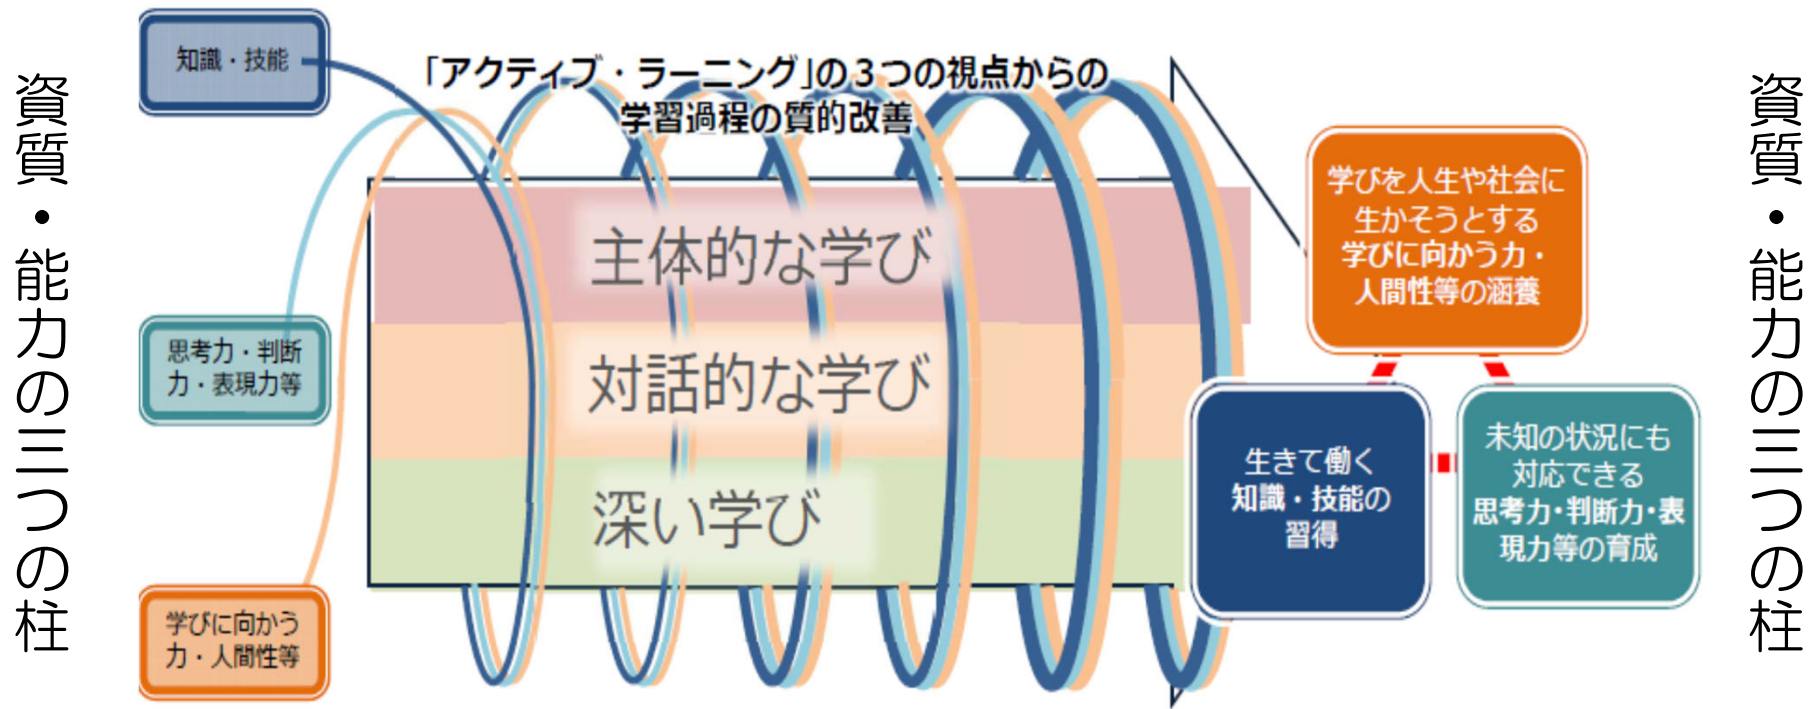 資質・能力の三つの柱
知識・技能
思考力・判断
力・表現力等
学びに向かう
力・人間性等
「アクティブ・ラーニング」の３つの視点からの
学習過程の質的改善
主体的な学び
対話的な学び
深い学び
学びを人生や社会に
生かそうとする
学びに向かう力・
人間性等の涵養
生きて働く
知識・技能の
習得
未知の状況にも
対応できる
思考力・判断力・表
現力等の育成
資質・能力の三つの柱